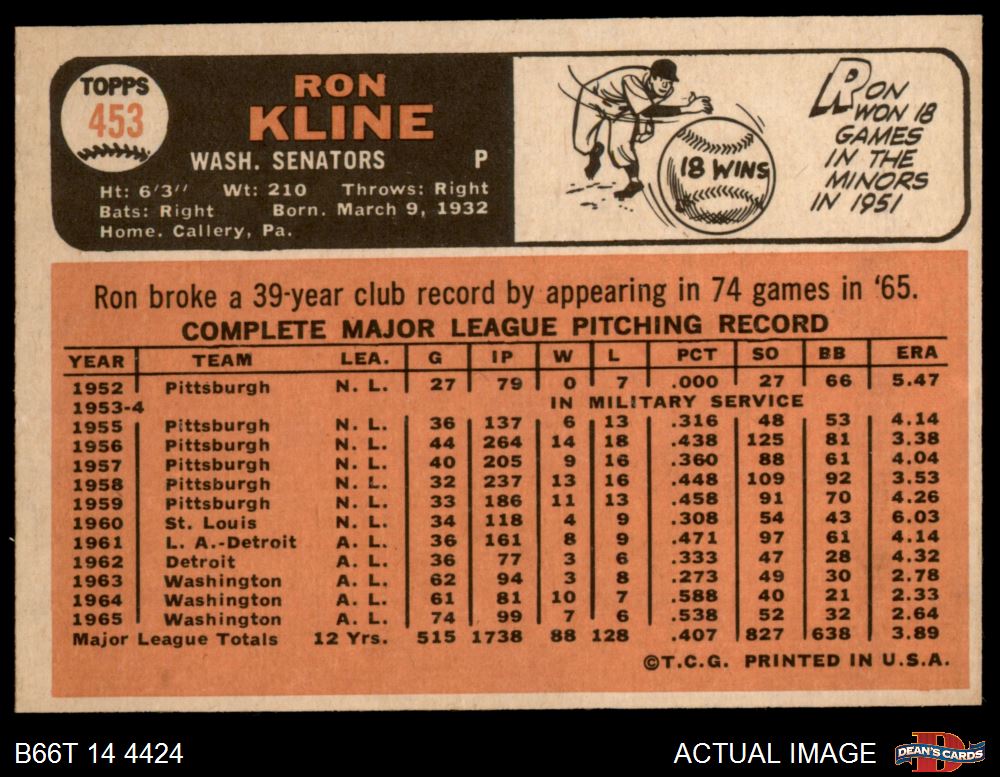 TOPPS
453
RON
KLINE
WASH. SENATORS P
Ht: 6'3" Wt: 210 Throws: Right
Bats: Right Born. March 9, 1932
Home. Callery, Pa.
18 WINS
RON
WON 18
GAMES
IN THE
MINORS
IN 1951
Ron broke a 39-year club record by appearing in 74 games in '65.
COMPLETE MAJOR LEAGUE PITCHING RECORD
YEAR TEAM LEA. G IP W L PCT SO BB ERA
1952 Pittsburgh N. L. 27 79 0 7 .000 27 66 5.47
1953-4 IN MILITARY SERVICE
1955 Pittsburgh N. L. 36 137 6 13 .316 48 53 4.14
1956 Pittsburgh N. L. 44 264 14 18 .438 125 81 3.38
1957 Pittsburgh N. L. 40 205 9 16 .360 88 61 4.04
1958 Pittsburgh N. L. 32 237 13 16 .448 109 92 3.53
1959 Pittsburgh N. L. 33 186 11 13 .458 91 70 4.26
1960 St. Louis N. L. 34 118 4 9 .308 54 43 6.03
1961 L. A.-Detroit A. L. 36 161 8 9 .471 97 61 4.14
1962 Detroit A. L. 36 77 3 6 .333 47 28 4.32
1963 Washington A. L. 62 94 3 8 .273 49 30 2.78
1964 Washington A. L. 61 81 10 7 .588 40 21 2.33
1965 Washington A. L. 74 99 7 6 .538 52 32 2.64
Major League Totals 12 Yrs. 515 1738 88 128 .407 827 638 3.89
©T.C.G. PRINTED IN U.S.A.
B66T 14 4424 ACTUAL IMAGE DEAN'S CARDS